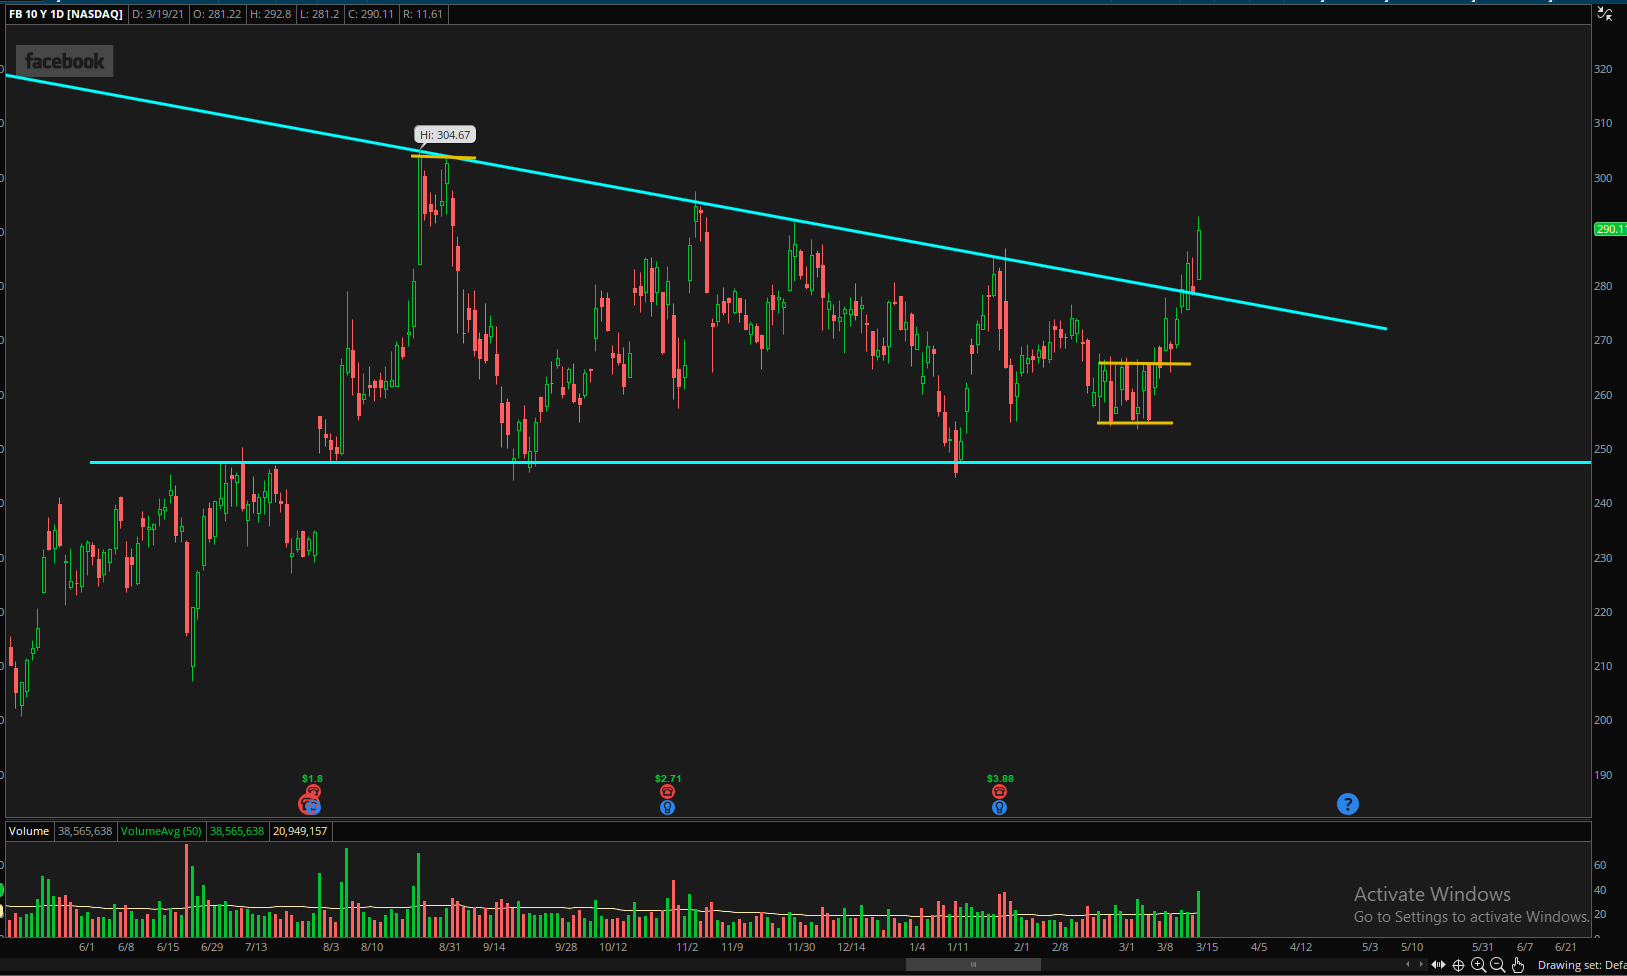 FB 10 Y 1D [NASDAQ] D: 3/19/21 O: 281.22 H: 292.8 L: 281.2 C: 290.11 R: 11.61
facebook
320
310
Hi: 304.67
300
290.11
280
270
260
250
240
230
220
210
200
190
$1.8 $2.71 $3.88
?
Volume 38,565,638 VolumeAvg (50) 38,565,638 20,949,157
60
40
20
Activate Windows
Go to Settings to activate Windows.
6/1 6/8 6/15 6/29 7/13 8/3 8/10 8/31 9/14 9/28 10/12 11/2 11/9 11/30 12/14 1/4 1/11 2/1 2/8 3/1 3/8 3/15 4/5 4/12 5/3 5/10 5/31 6/7 6/21
Drawing set: Defa